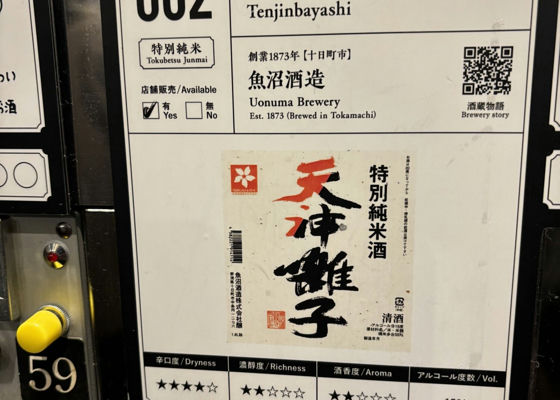 002
Tenjinbayashi
特別純米
Tokubetsu Junmai
店舗販売/Available
有 Yes
無 No
創業1873年【十日町市】
魚沼酒造
Uonuma Brewery
Est. 1873 (Brewed in Tokamachi)
酒蔵物語
Brewery story
特別純米酒
天神囃子
魚沼酒造株式会社醸
清酒
辛口度/Dryness
★★★★☆
濃醇度/Richness
★★☆☆☆
酒香度/Aroma
★★☆☆☆
アルコール度数/Vol.
59